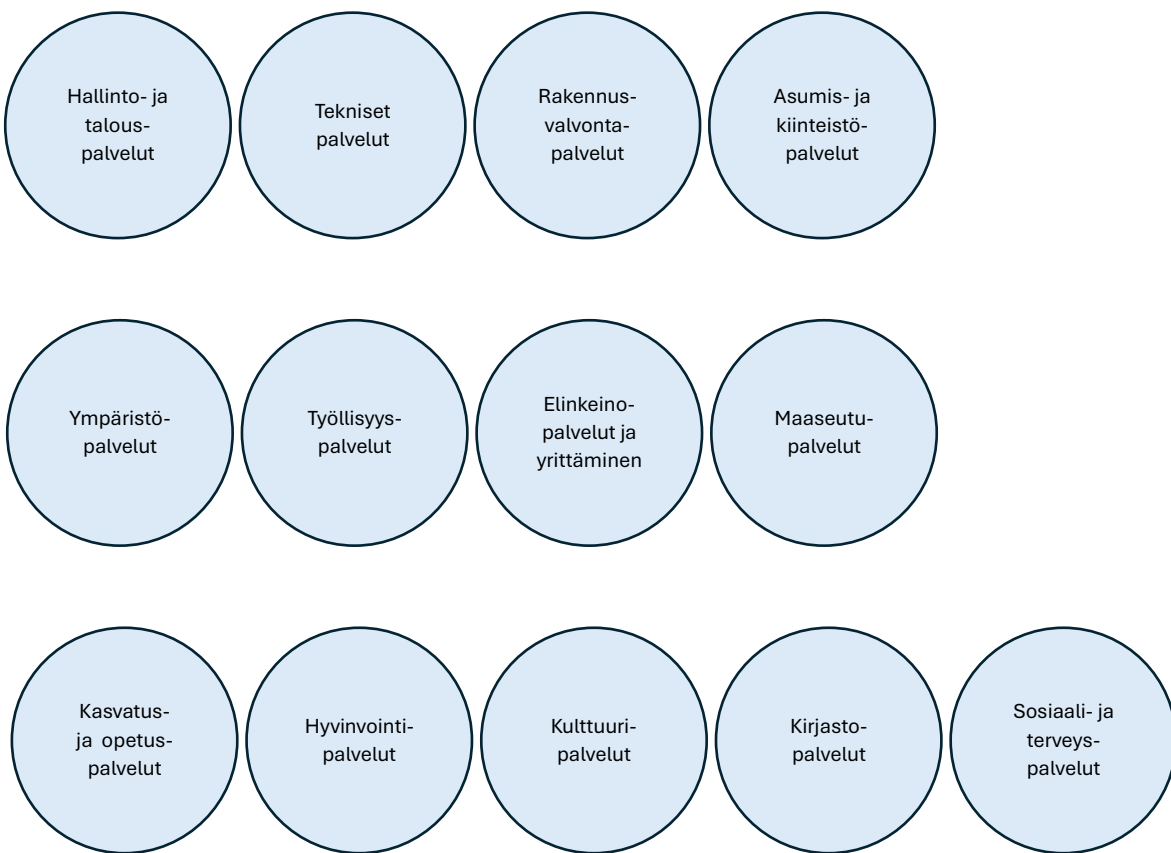 Hallinto- ja
talous-
palvelut
Tekniset
palvelut
Rakennus-
valvonta-
palvelut
Asumis- ja
kiinteistö-
palvelut
Ympäristö-
palvelut
Työllisyys-
palvelut
Elinkeino-
palvelut ja
yrittäminen
Maaseutu-
palvelut
Kasvatus-
ja opetus-
palvelut
Hyvinvointi-
palvelut
Kulttuuri-
palvelut
Kirjasto-
palvelut
Sosiaali- ja
terveys-
palvelut